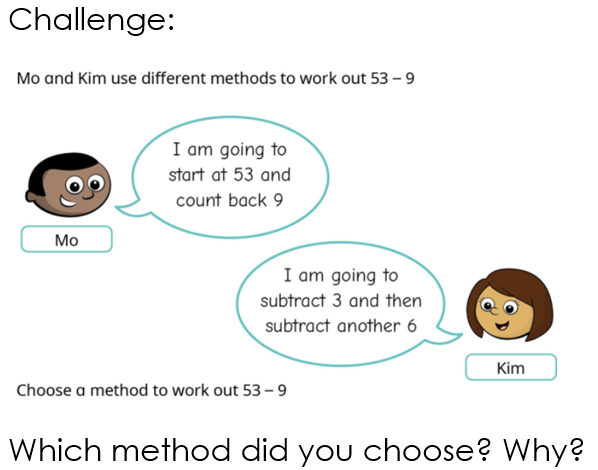 Challenge:
Mo and Kim use different methods to work out 53 – 9
I am going to
start at 53 and
count back 9
Mo
I am going to
subtract 3 and then
subtract another 6
Kim
Choose a method to work out 53 – 9
Which method did you choose? Why?